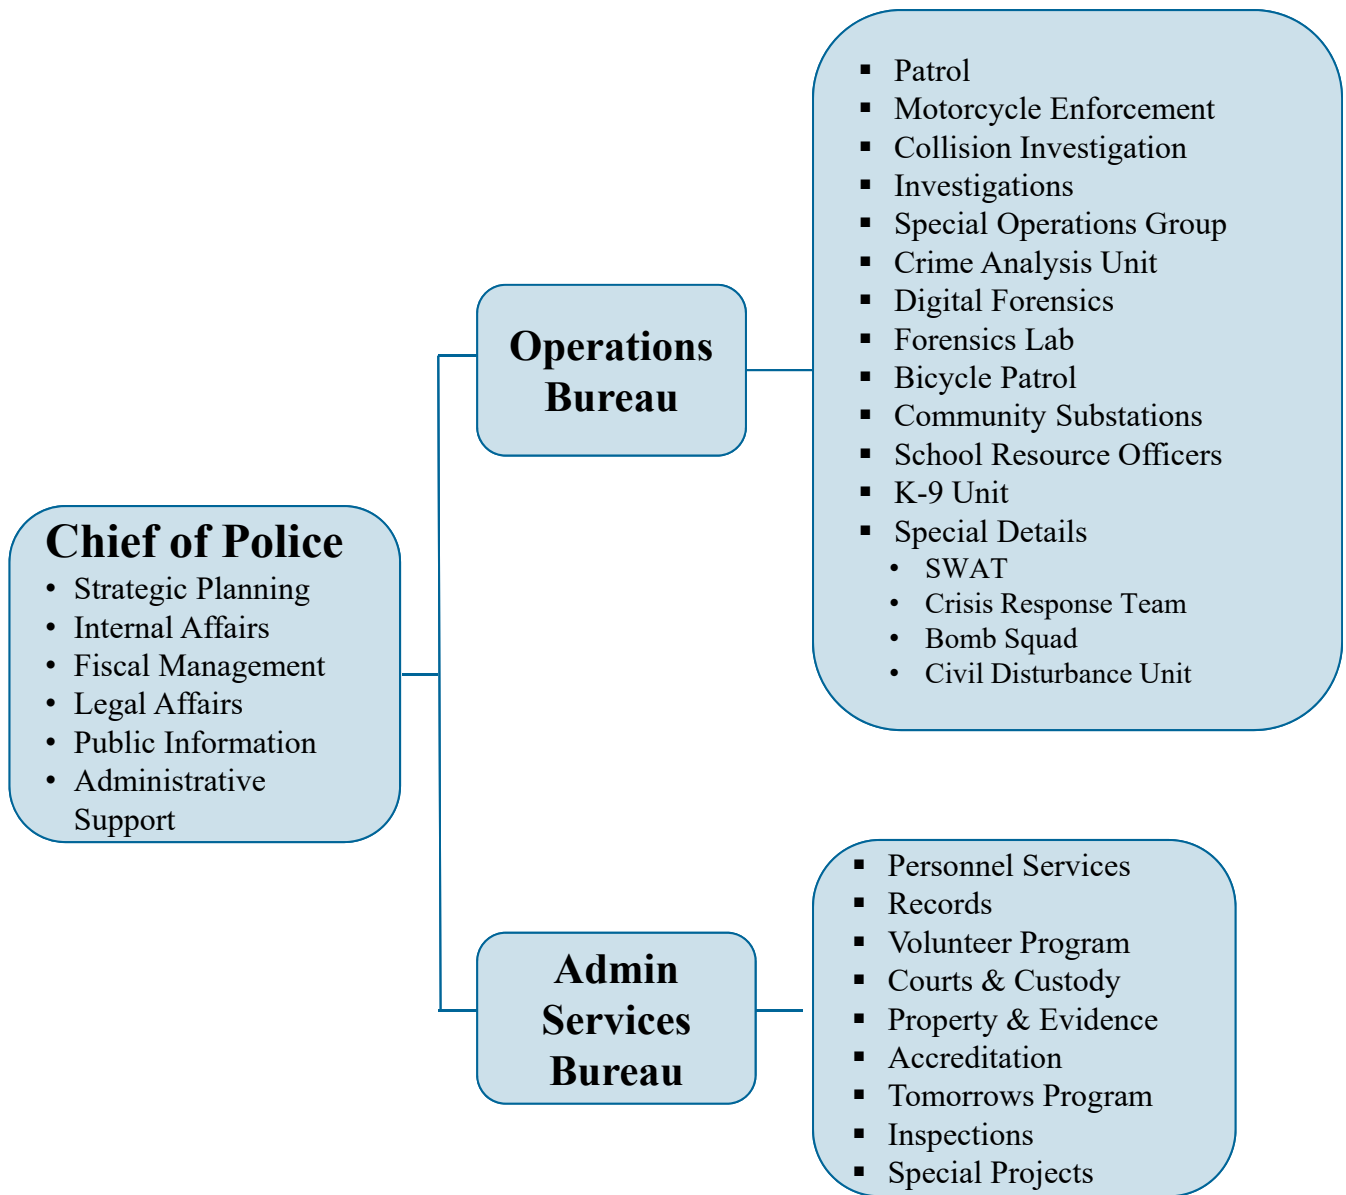 Chief of Police
• Strategic Planning
• Internal Affairs
• Fiscal Management
• Legal Affairs
• Public Information
• Administrative
Support
Operations
Bureau
▪ Patrol
▪ Motorcycle Enforcement
▪ Collision Investigation
▪ Investigations
▪ Special Operations Group
▪ Crime Analysis Unit
▪ Digital Forensics
▪ Forensics Lab
▪ Bicycle Patrol
▪ Community Substations
▪ School Resource Officers
▪ K-9 Unit
▪ Special Details
• SWAT
• Crisis Response Team
• Bomb Squad
• Civil Disturbance Unit
Admin
Services
Bureau
▪ Personnel Services
▪ Records
▪ Volunteer Program
▪ Courts & Custody
▪ Property & Evidence
▪ Accreditation
▪ Tomorrows Program
▪ Inspections
▪ Special Projects